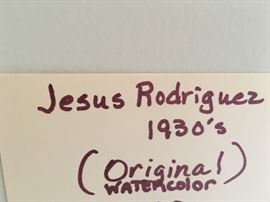 Jesus Rodriguez
1930's
(Original)
WATERCOLOR